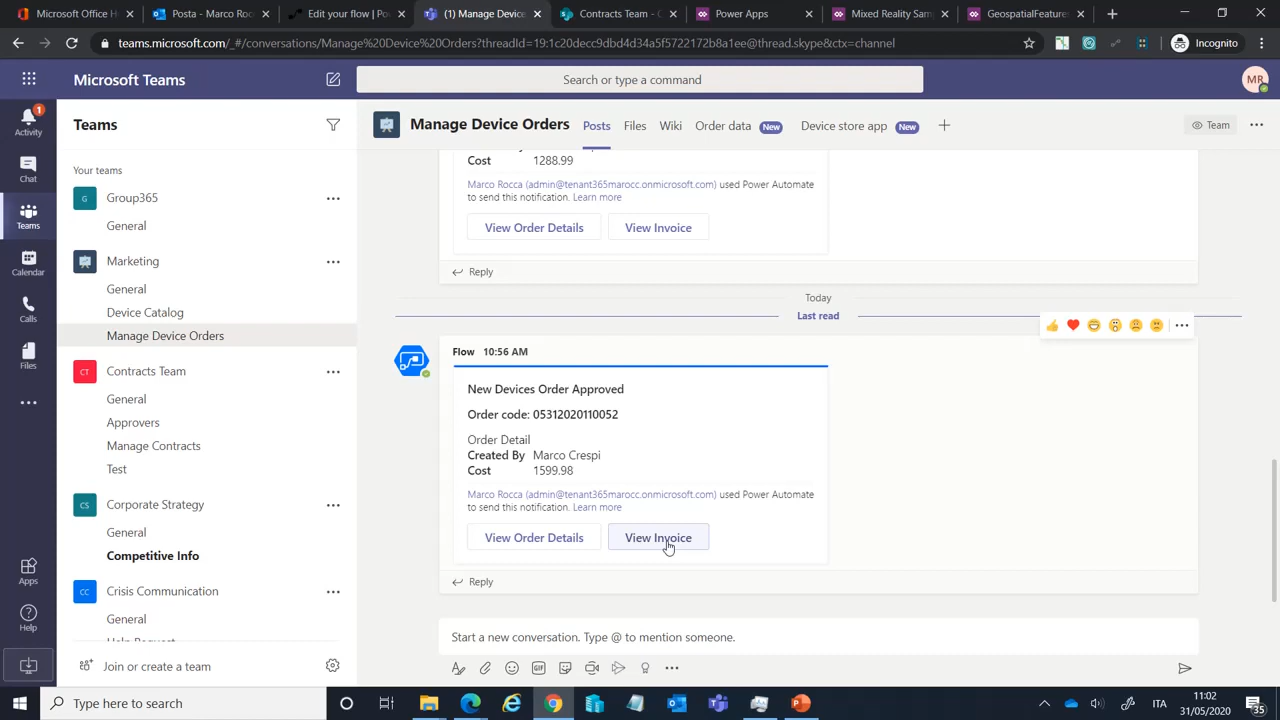 Microsoft Office H
Posta - Marco Roc
Edit your flow | Po
(1) Manage Device
Contracts Team - C
Power Apps
Mixed Reality Sam
GeospatialFeature
teams.microsoft.com/_#/conversations/Manage%20Device%20Orders?threadId=19:1c20decc9dbd4d34a5f5722172b8a1ee@thread.skype&ctx=channel
Incognito
Microsoft Teams
Search or type a command
MR
1
Activity
Chat
Teams
Calendar
Calls
Files
Apps
Help
Teams
Your teams
G
Group365
General
Marketing
General
Device Catalog
Manage Device Orders
CT
Contracts Team
General
Approvers
Manage Contracts
Test
CS
Corporate Strategy
General
Competitive Info
CC
Crisis Communication
General
Help Request
Join or create a team
Manage Device Orders
Posts
Files
Wiki
Order data
New
Device store app
New
Team
Cost 1288.99
Marco Rocca (admin@tenant365marocc.onmicrosoft.com) used Power Automate
to send this notification. Learn more
View Order Details
View Invoice
Reply
Today
Last read
Flow 10:56 AM
New Devices Order Approved
Order code: 05312020110052
Order Detail
Created By Marco Crespi
Cost 1599.98
Marco Rocca (admin@tenant365marocc.onmicrosoft.com) used Power Automate
to send this notification. Learn more
View Order Details
View Invoice
Reply
Start a new conversation. Type @ to mention someone.
GIF
Type here to search
ITA
11:02
31/05/2020
35